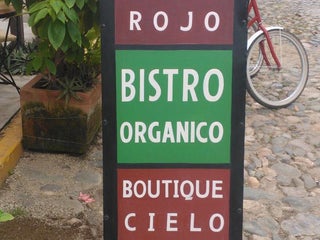 ROJO
BISTRO
ORGANICO
BOUTIQUE
CIELO